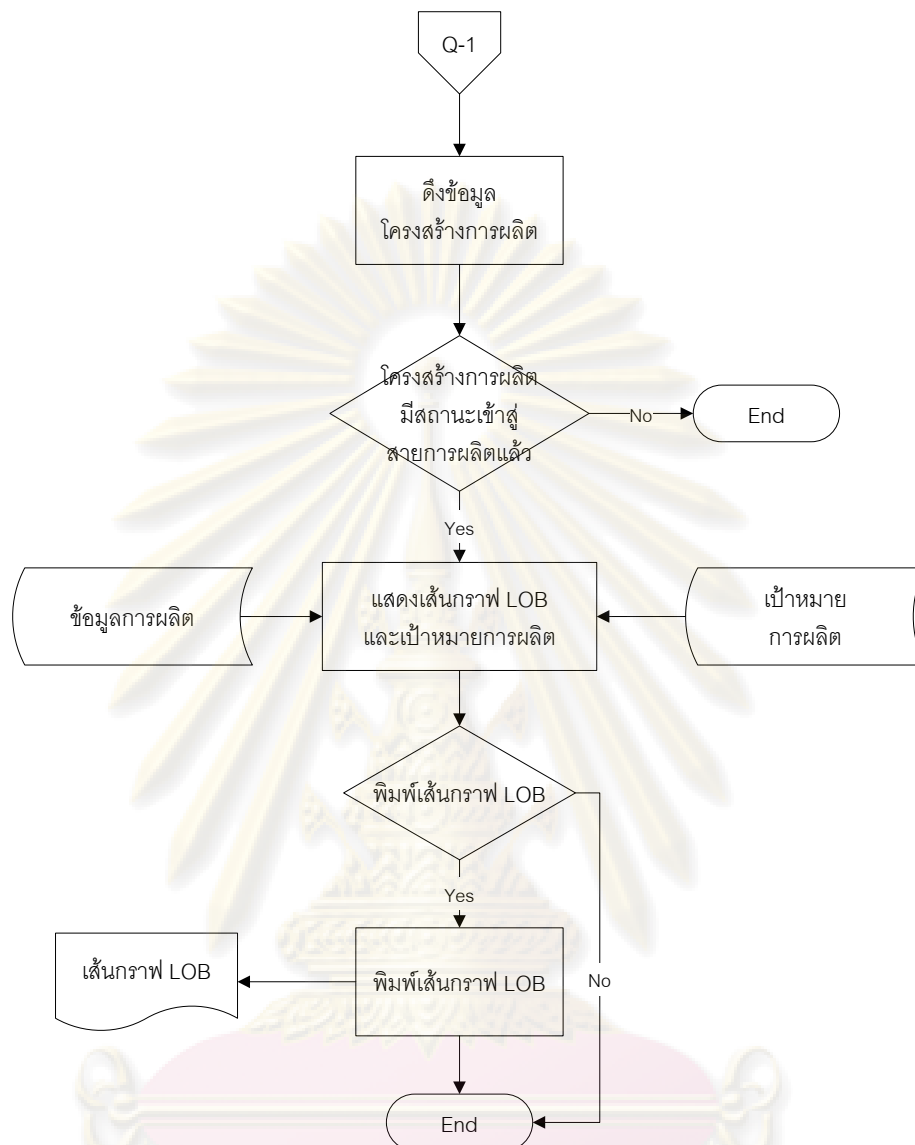 Q-1
ดึงข้อมูล
โครงสร้างการผลิต
โครงสร้างการผลิต
มีสถานะเข้าสู่
สายการผลิตแล้ว
No
End
Yes
ข้อมูลการผลิต
แสดงเส้นกราฟ LOB
และเป้าหมายการผลิต
เป้าหมาย
การผลิต
พิมพ์เส้นกราฟ LOB
Yes
เส้นกราฟ LOB
พิมพ์เส้นกราฟ LOB
No
End